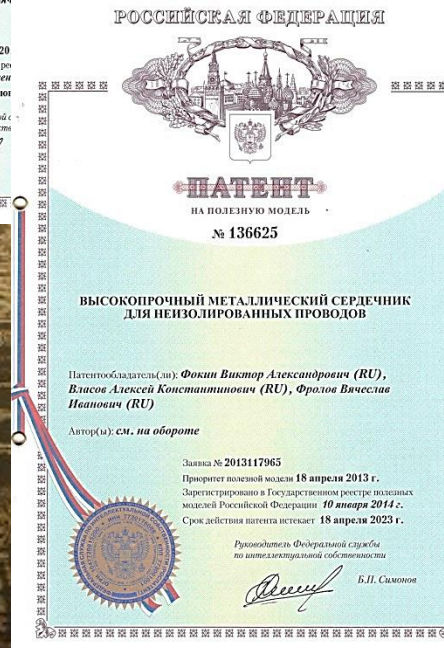 РОССИЙСКАЯ ФЕДЕРАЦИЯ
ПАТЕНТ
НА ПОЛЕЗНУЮ МОДЕЛЬ
№ 136625
ВЫСОКОПРОЧНЫЙ МЕТАЛЛИЧЕСКИЙ СЕРДЕЧНИК
ДЛЯ НЕИЗОЛИРОВАННЫХ ПРОВОДОВ
Патентообладатель(ли): Фокин Виктор Александрович (RU),
Власов Алексей Константинович (RU), Фролов Вячеслав
Иванович (RU)
Автор(ы): см. на обороте
Заявка № 2013117965
Приоритет полезной модели 18 апреля 2013 г.
Зарегистрировано в Государственном реестре полезных
моделей Российской Федерации 10 января 2014 г.
Срок действия патента истекает 18 апреля 2023 г.
Руководитель Федеральной службы
по интеллектуальной собственности
Б.П. Симонов